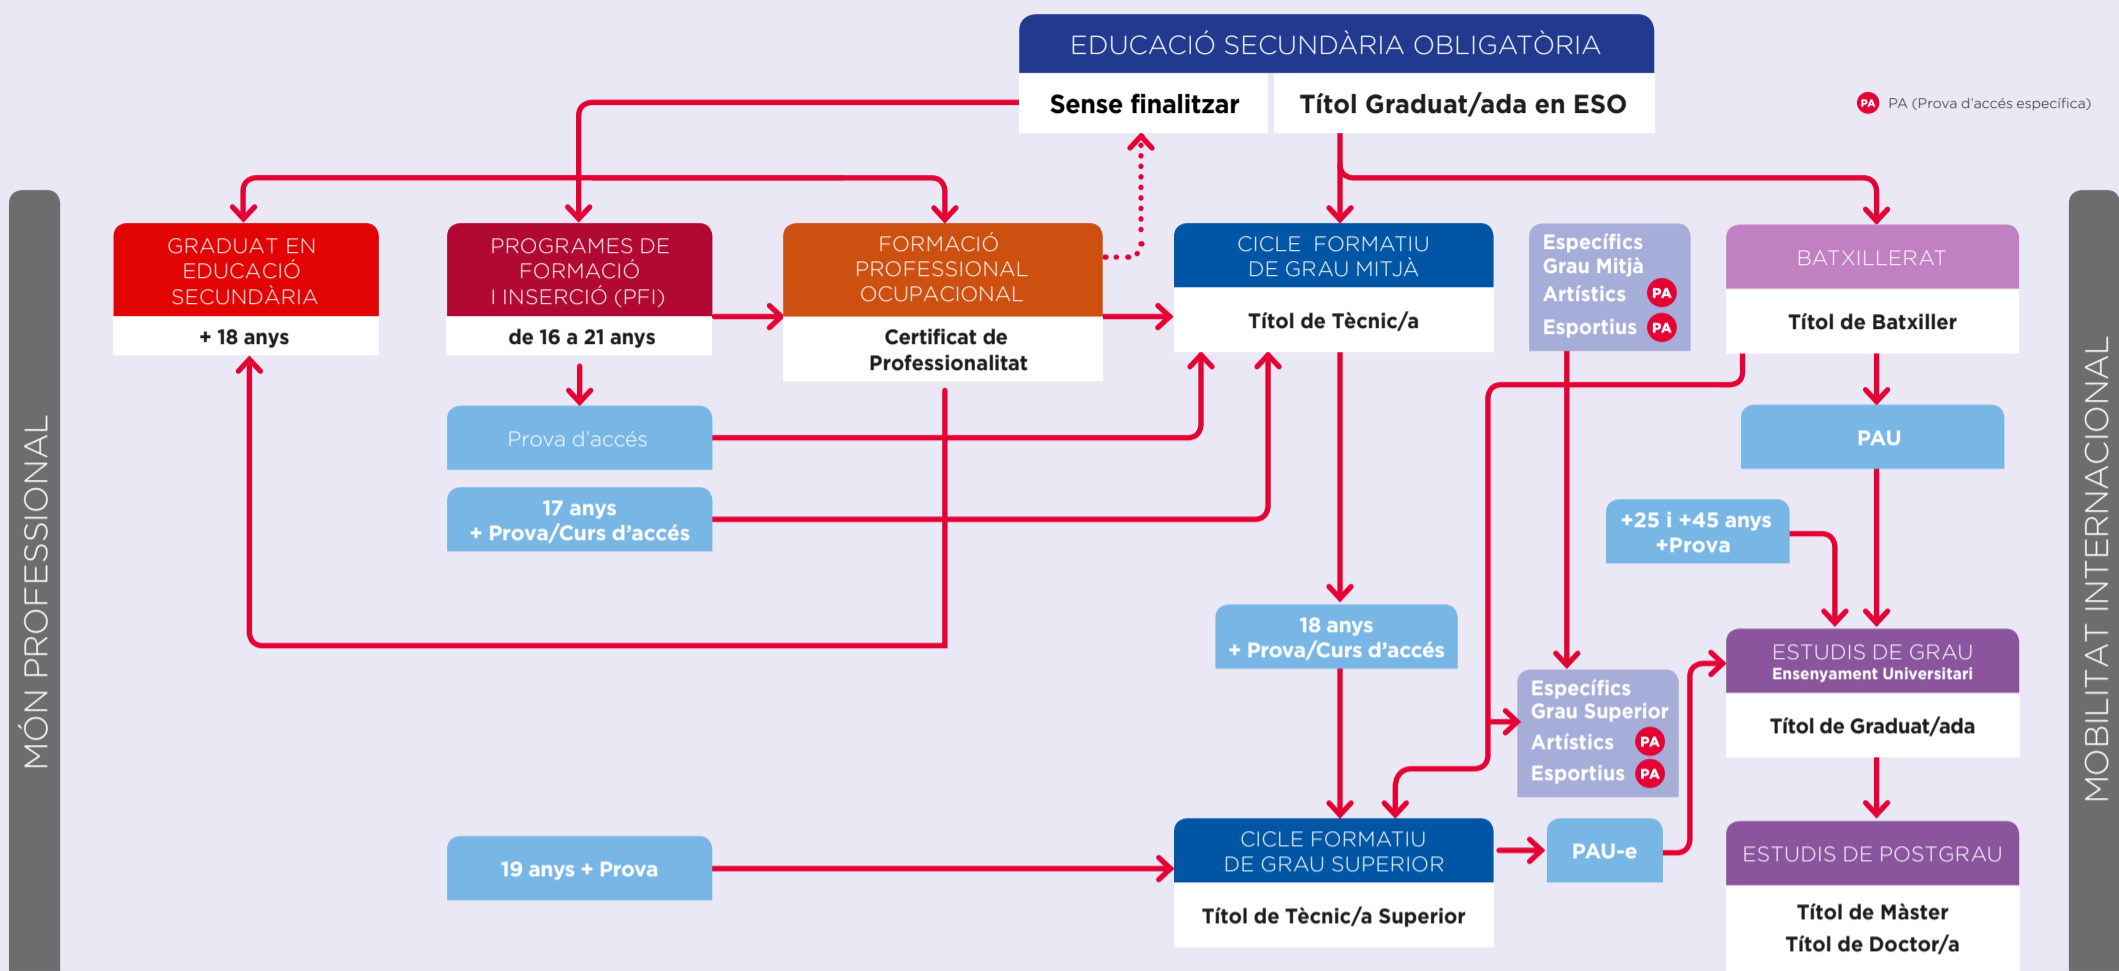 EDUCACIÓ SECUNDÀRIA OBLIGATÒRIA
Sense finalitzar
Títol Graduat/ada en ESO
PA PA (Prova d'accés específica)
MÓN PROFESSIONAL
GRADUAT EN
EDUCACIÓ
SECUNDÀRIA
+ 18 anys
PROGRAMES DE
FORMACIÓ
I INSERCIÓ (PFI)
de 16 a 21 anys
FORMACIÓ
PROFESSIONAL
OCUPACIONAL
Certificat de
Professionalitat
CICLE FORMATIU
DE GRAU MITJÀ
Títol de Tècnic/a
Específics
Grau Mitjà
Artístics PA
Esportius PA
BATXILLERAT
Títol de Batxiller
MOBILITAT INTERNACIONAL
Prova d'accés
PAU
17 anys
+ Prova/Curs d'accés
+25 i +45 anys
+Prova
18 anys
+ Prova/Curs d'accés
Específics
Grau Superior
Artístics PA
Esportius PA
ESTUDIS DE GRAU
Ensenyament Universitari
Títol de Graduat/ada
19 anys + Prova
CICLE FORMATIU
DE GRAU SUPERIOR
Títol de Tècnic/a Superior
PAU-e
ESTUDIS DE POSTGRAU
Títol de Màster
Títol de Doctor/a